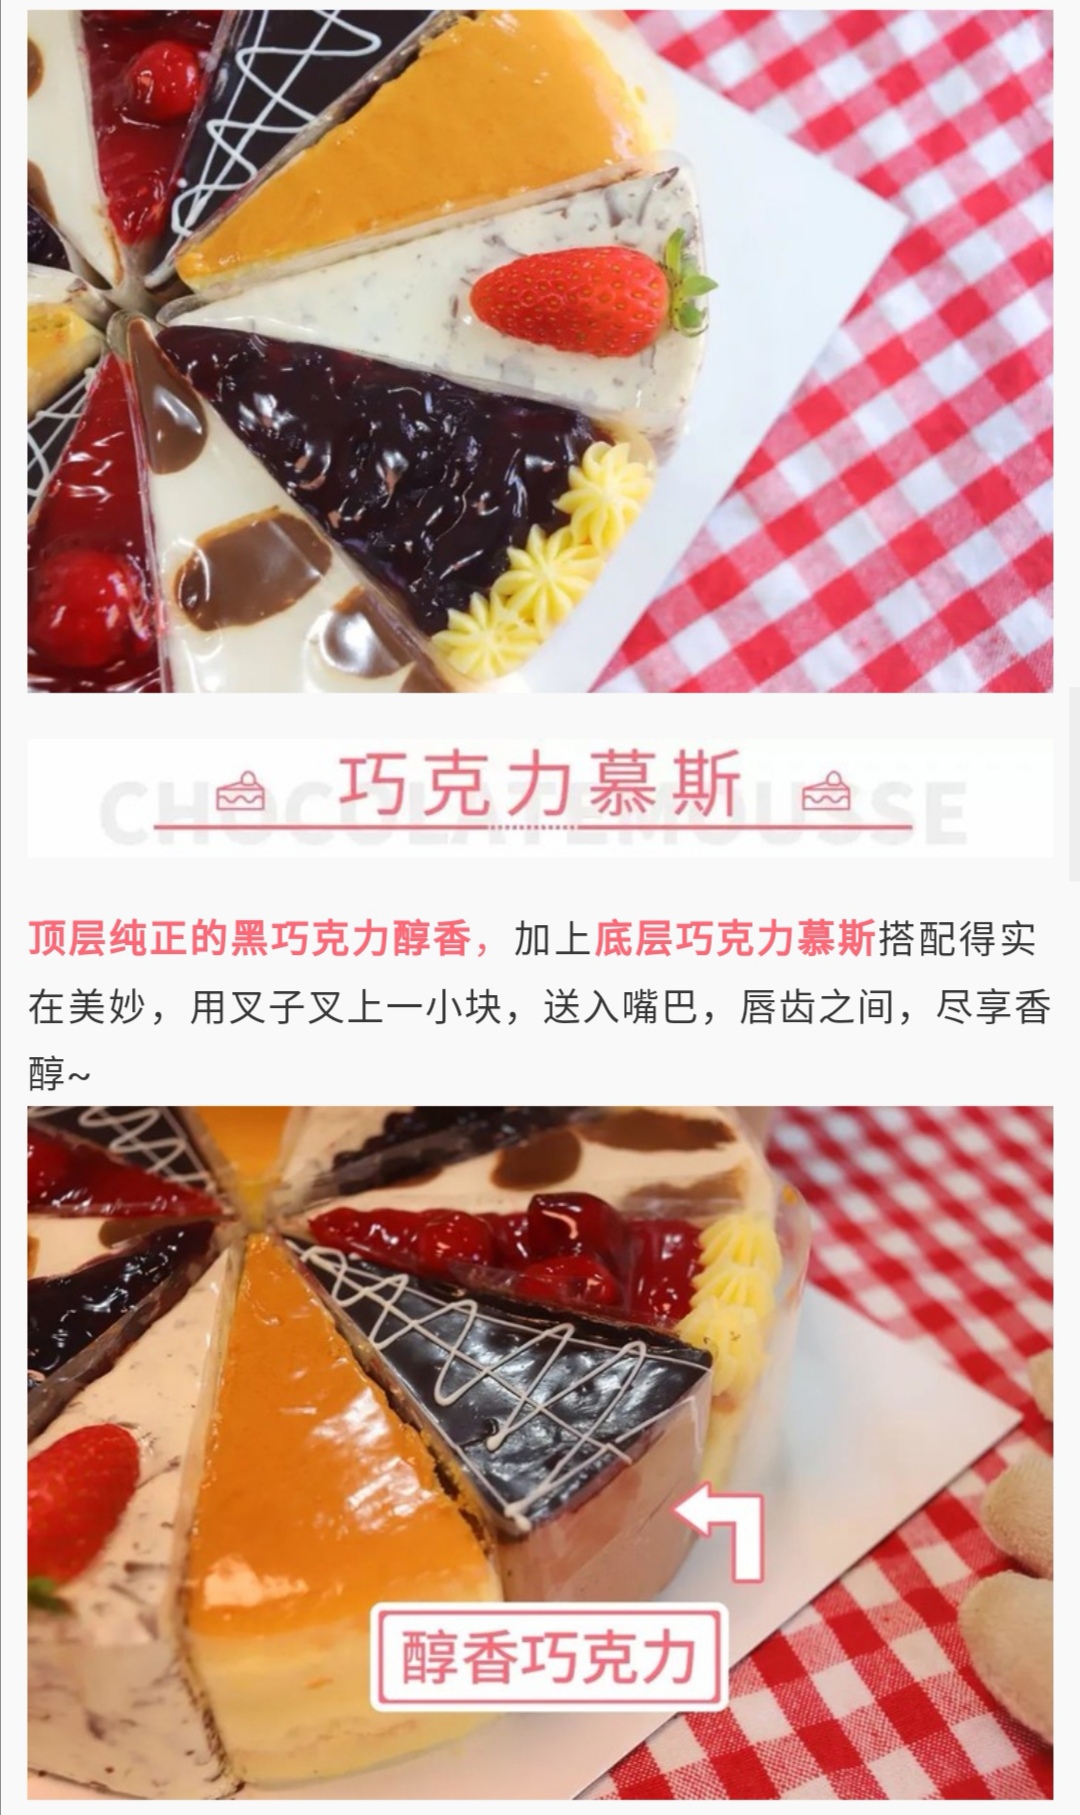 CHOCOLATEMOUSSE
巧克力慕斯
顶层纯正的黑巧克力醇香，加上底层巧克力慕斯搭配得实
在美妙，用叉子叉上一小块，送入嘴巴，唇齿之间，尽享香
醇~
醇香巧克力